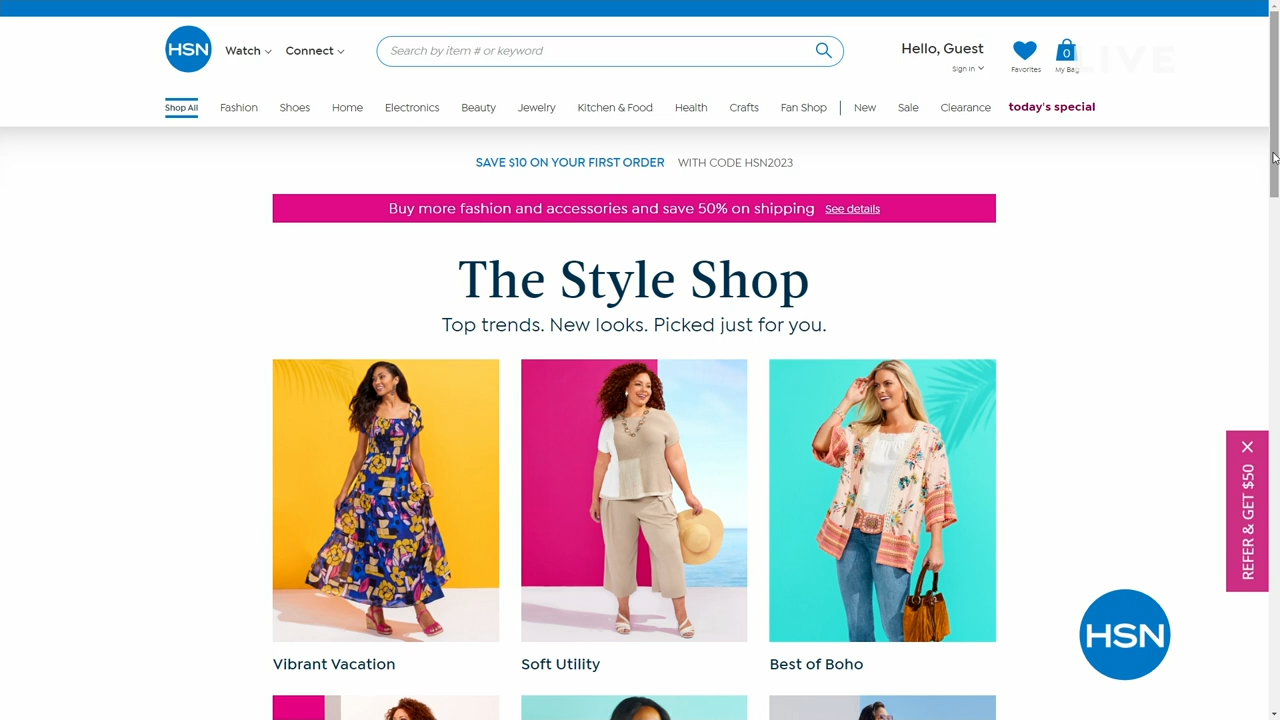 HSN
Watch
Connect
Search by item # or keyword
Hello, Guest
Sign In
Favorites
0
My Bag
LIVE
Shop All
Fashion
Shoes
Home
Electronics
Beauty
Jewelry
Kitchen & Food
Health
Crafts
Fan Shop
New
Sale
Clearance
today's special
SAVE $10 ON YOUR FIRST ORDER WITH CODE HSN2023
Buy more fashion and accessories and save 50% on shipping See details
The Style Shop
Top trends. New looks. Picked just for you.
Vibrant Vacation
Soft Utility
Best of Boho
REFER & GET $50
HSN